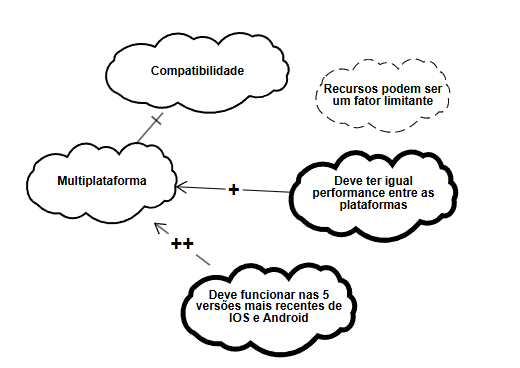 Compatibilidade
Recursos podem ser
um fator limitante
Multiplataforma
+
Deve ter igual
performance entre as
plataformas
++
Deve funcionar nas 5
versões mais recentes de
IOS e Android